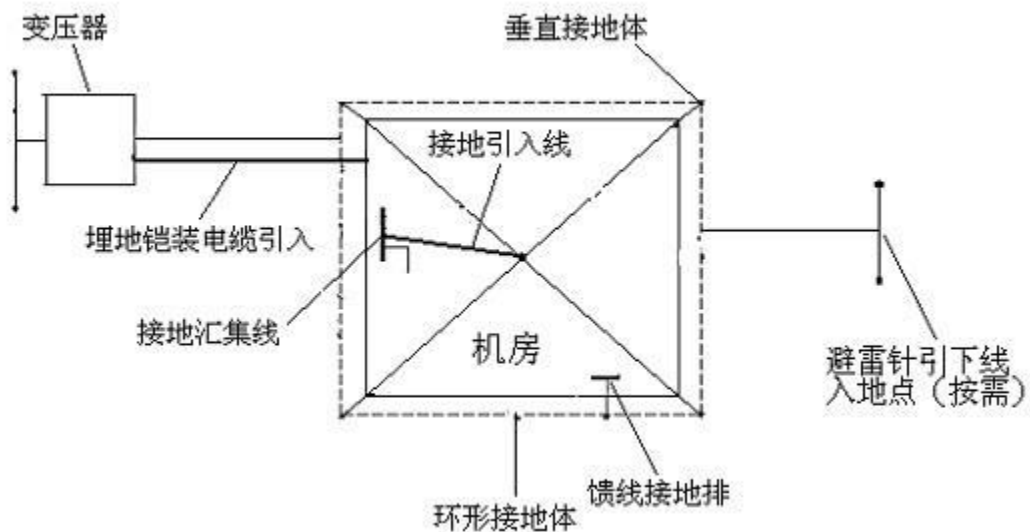 变压器
垂直接地体
接地引入线
埋地铠装电缆引入
接地汇集线
机房
避雷针引下线
入地点（按需）
馈线接地排
环形接地体